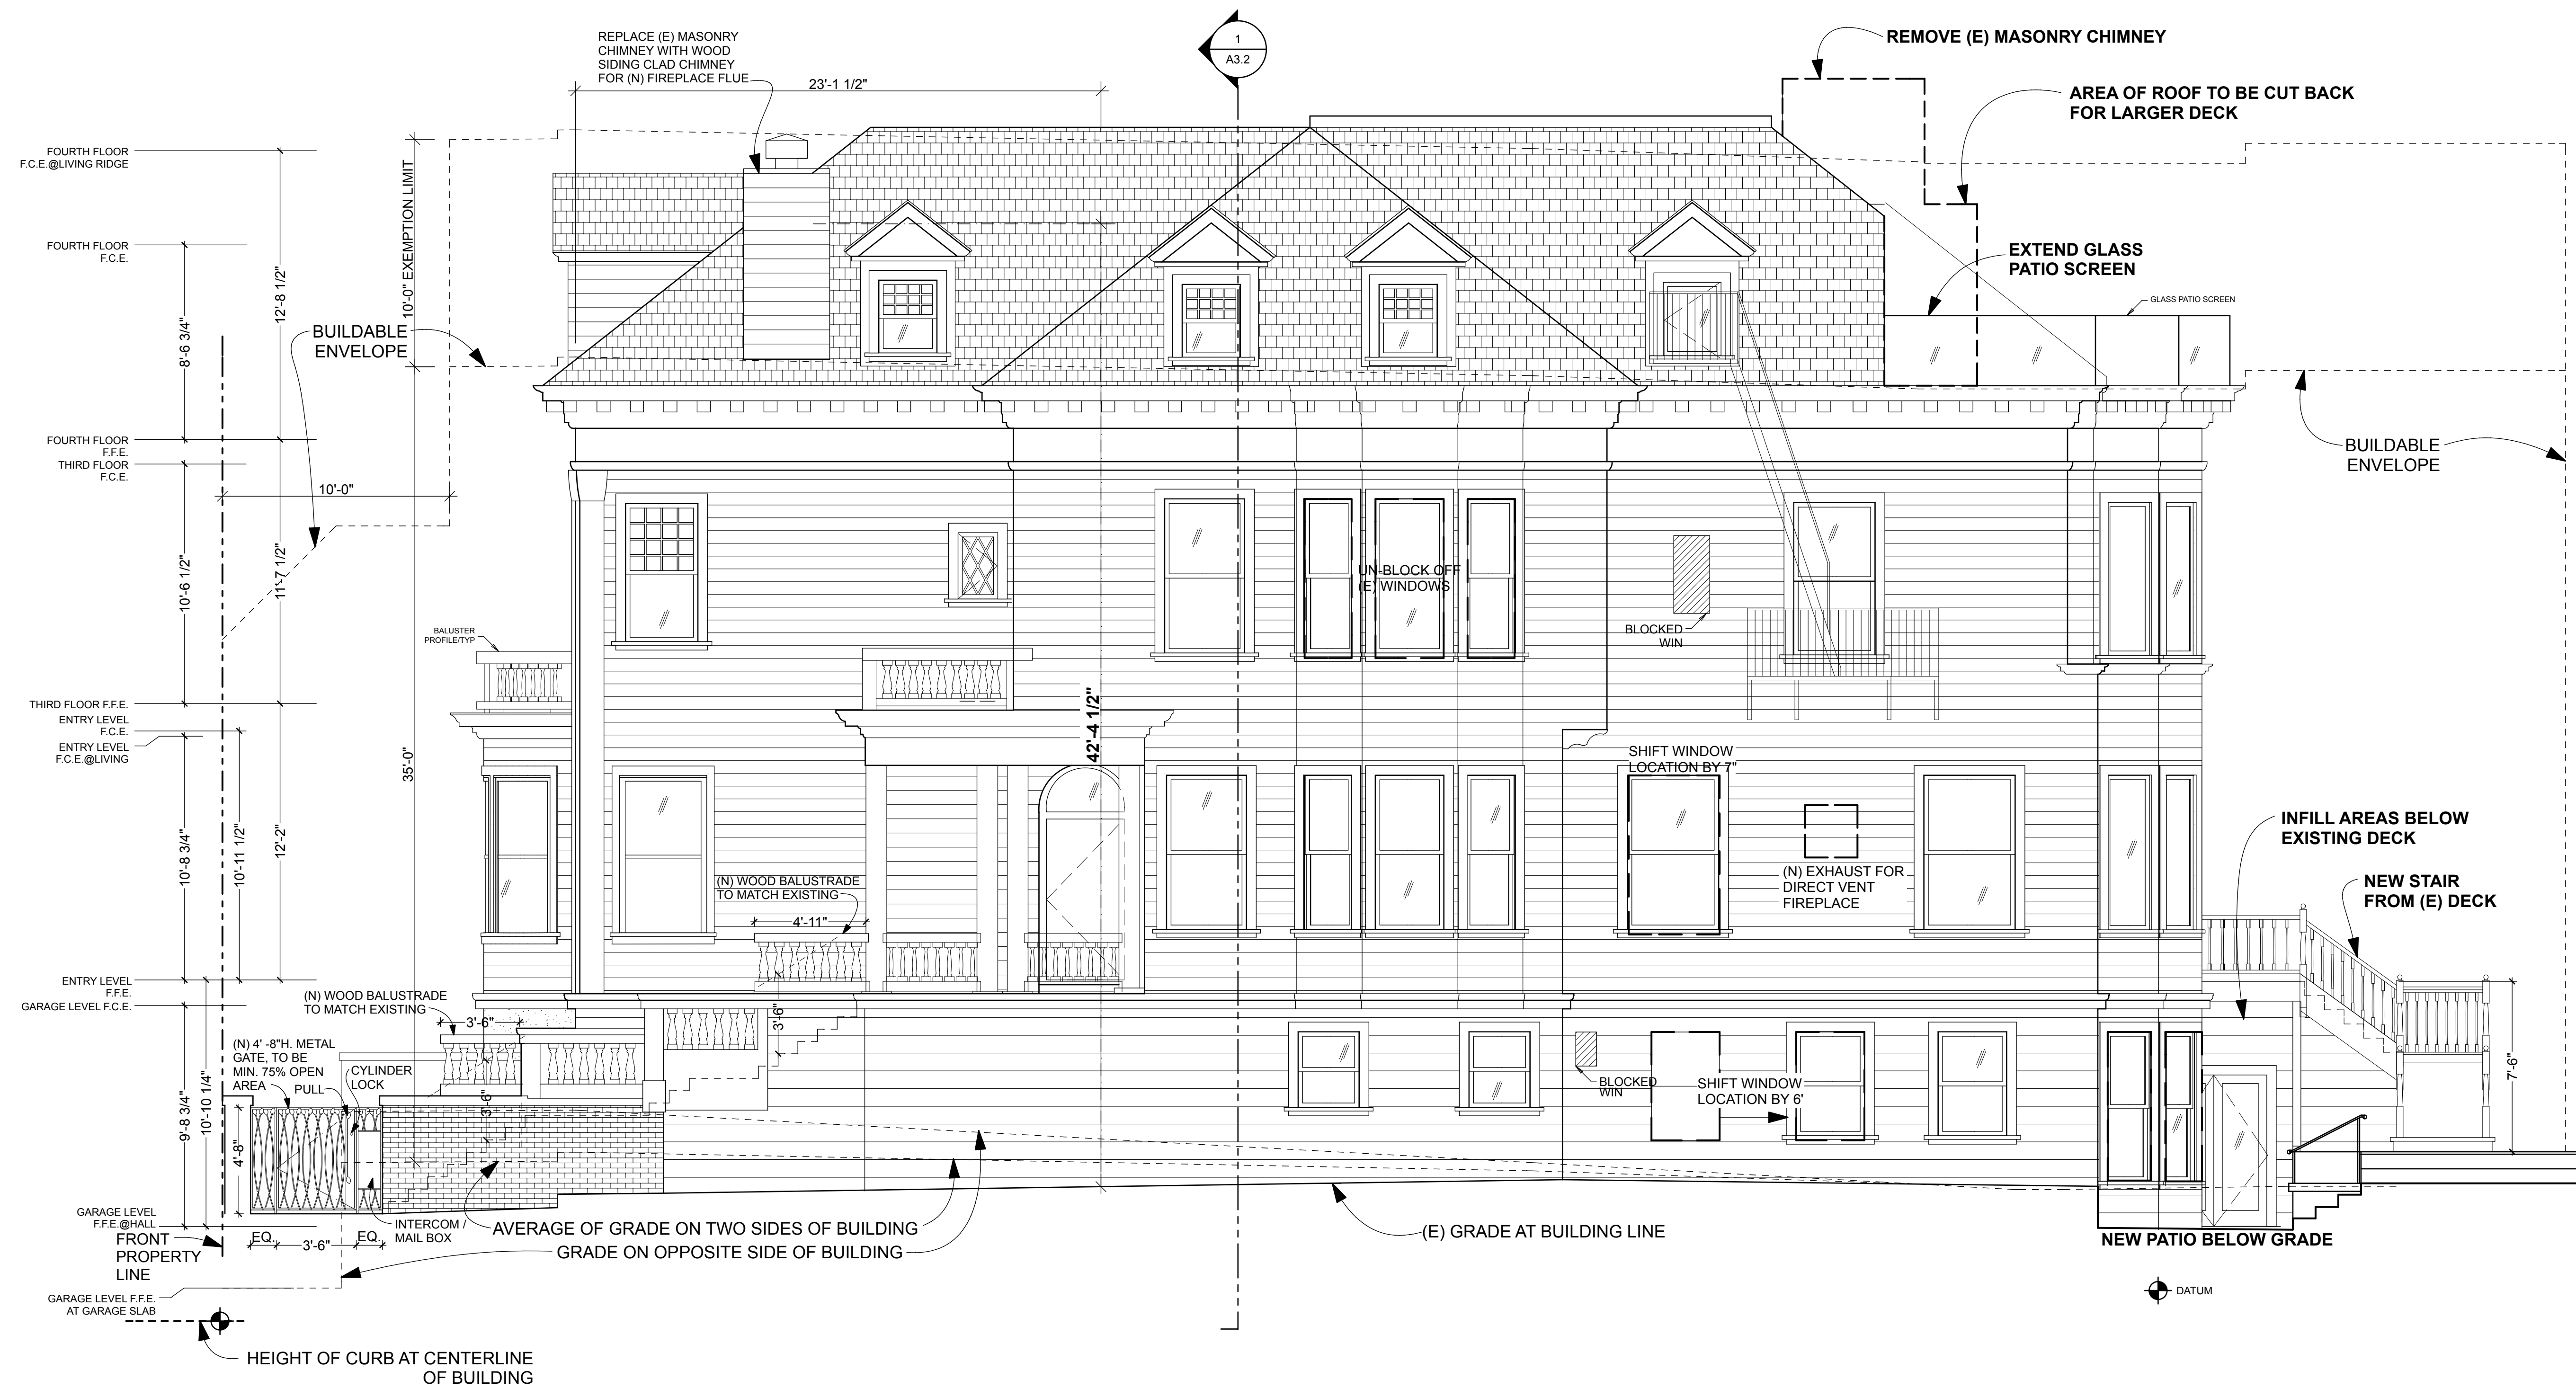 REPLACE (E) MASONRY
CHIMNEY WITH WOOD
SIDING CLAD CHIMNEY
FOR (N) FIREPLACE FLUE
23'-1 1/2"
1
A3.2
REMOVE (E) MASONRY CHIMNEY
AREA OF ROOF TO BE CUT BACK
FOR LARGER DECK
EXTEND GLASS
PATIO SCREEN
GLASS PATIO SCREEN
FOURTH FLOOR
F.C.E.@LIVING RIDGE
FOURTH FLOOR
F.C.E.
8'-6 3/4"
12'-8 1/2"
10'-0" EXEMPTION LIMIT
BUILDABLE
ENVELOPE
BUILDABLE
ENVELOPE
FOURTH FLOOR
F.F.E.
THIRD FLOOR
F.C.E.
10'-0"
10'-6 1/2"
11'-7 1/2"
BALUSTER
PROFILE/TYP
UN-BLOCK OFF
(E) WINDOWS
BLOCKED
WIN
THIRD FLOOR F.F.E.
ENTRY LEVEL
F.C.E.
ENTRY LEVEL
F.C.E.@LIVING
35'-0"
42'-4 1/2"
SHIFT WINDOW
LOCATION BY 7"
10'-8 3/4"
10'-11 1/2"
12'-2"
(N) WOOD BALUSTRADE
TO MATCH EXISTING
4'-11"
(N) EXHAUST FOR
DIRECT VENT
FIREPLACE
INFILL AREAS BELOW
EXISTING DECK
NEW STAIR
FROM (E) DECK
ENTRY LEVEL
F.F.E.
GARAGE LEVEL F.C.E.
(N) WOOD BALUSTRADE
TO MATCH EXISTING
3'-6"
3'-6"
3'-6"
(N) 4' -8"H. METAL
GATE, TO BE
MIN. 75% OPEN
AREA
PULL
CYLINDER
LOCK
9'-8 3/4"
10'-10 1/4"
4'-8"
BLOCKED
WIN
SHIFT WINDOW
LOCATION BY 6'
7'-6"
GARAGE LEVEL
F.F.E.@HALL
FRONT
PROPERTY
LINE
EQ.
3'-6"
EQ.
INTERCOM /
MAIL BOX
AVERAGE OF GRADE ON TWO SIDES OF BUILDING
GRADE ON OPPOSITE SIDE OF BUILDING
(E) GRADE AT BUILDING LINE
NEW PATIO BELOW GRADE
DATUM
GARAGE LEVEL F.F.E.
AT GARAGE SLAB
HEIGHT OF CURB AT CENTERLINE
OF BUILDING